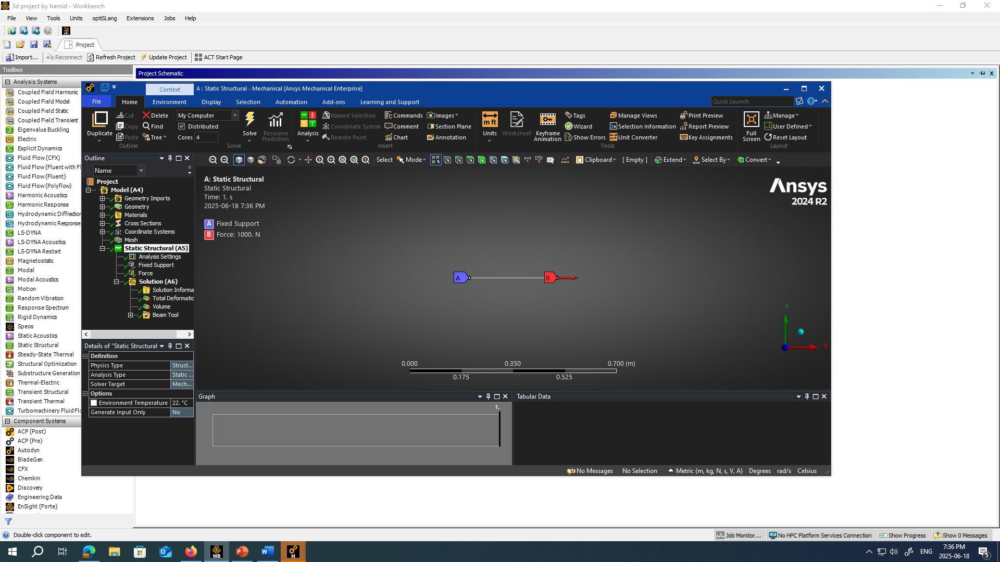 3d project by hamid - Workbench
File View Tools Units optiSLang Extensions Jobs Help
Project
Import... Reconnect Refresh Project Update Project ACT Start Page
Toolbox
Project Schematic
Analysis Systems
Coupled Field Harmonic
Coupled Field Modal
Coupled Field Static
Coupled Field Transient
Eigenvalue Buckling
Electric
Explicit Dynamics
Fluid Flow (CFX)
Fluid Flow (Fluent with Fl
Fluid Flow (Fluent)
Fluid Flow (Polyflow)
Harmonic Acoustics
Harmonic Response
Hydrodynamic Diffraction
Hydrodynamic Response
LS-DYNA
LS-DYNA Acoustics
LS-DYNA Restart
Magnetostatic
Modal
Modal Acoustics
Motion
Random Vibration
Response Spectrum
Rigid Dynamics
Speos
Static Acoustics
Static Structural
Steady-State Thermal
Structural Optimization
Substructure Generation
Thermal-Electric
Transient Structural
Transient Thermal
Turbomachinery Fluid Flo
Component Systems
ACP (Post)
ACP (Pre)
Autodyn
BladeGen
CFX
Chemkin
Discovery
Engineering Data
EnSight (Forte)
Context A : Static Structural - Mechanical [Ansys Mechanical Enterprise]
File Home Environment Display Selection Automation Add-ons Learning and Support Quick Launch
Duplicate Cut Copy Paste Delete Find Tree
Outline
My Computer
Distributed
Cores 4
Solve Resource Prediction
Solve
Analysis Named Selection Coordinate System Remote Point
Commands Comment Chart
Images Section Plane Annotation
Insert
m ft
Units Worksheet Keyframe Animation
Tags Wizard Show Errors
Manage Views Selection Information Unit Converter
Print Preview Report Preview Key Assignments
Tools
Full Screen Manage User Defined Reset Layout
Layout
Outline
Select Mode Clipboard [ Empty ] Extend Select By Convert
Name
Project
Model (A4)
Geometry Imports
Geometry
Materials
Cross Sections
Coordinate Systems
Mesh
Static Structural (A5)
Analysis Settings
Fixed Support
Force
Solution (A6)
Solution Informa
Total Deformatio
Volume
Beam Tool
Details of "Static Structural
Definition
Physics Type Struct...
Analysis Type Static ...
Solver Target Mech...
Options
Environment Temperature 22. °C
Generate Input Only No
A: Static Structural
Static Structural
Time: 1. s
2025-06-18 7:36 PM
A Fixed Support
B Force: 1000. N
Ansys
2024 R2
A B
Y
X
0.000 0.350 0.700 (m)
0.175 0.525
Graph
1.
Tabular Data
No Messages No Selection Metric (m, kg, N, s, V, A) Degrees rad/s Celsius
Double-click component to edit.
Job Monitor... No HPC Platform Services Connection Show Progress Show 0 Messages
WB
M
ENG
7:36 PM
2025-06-18
5